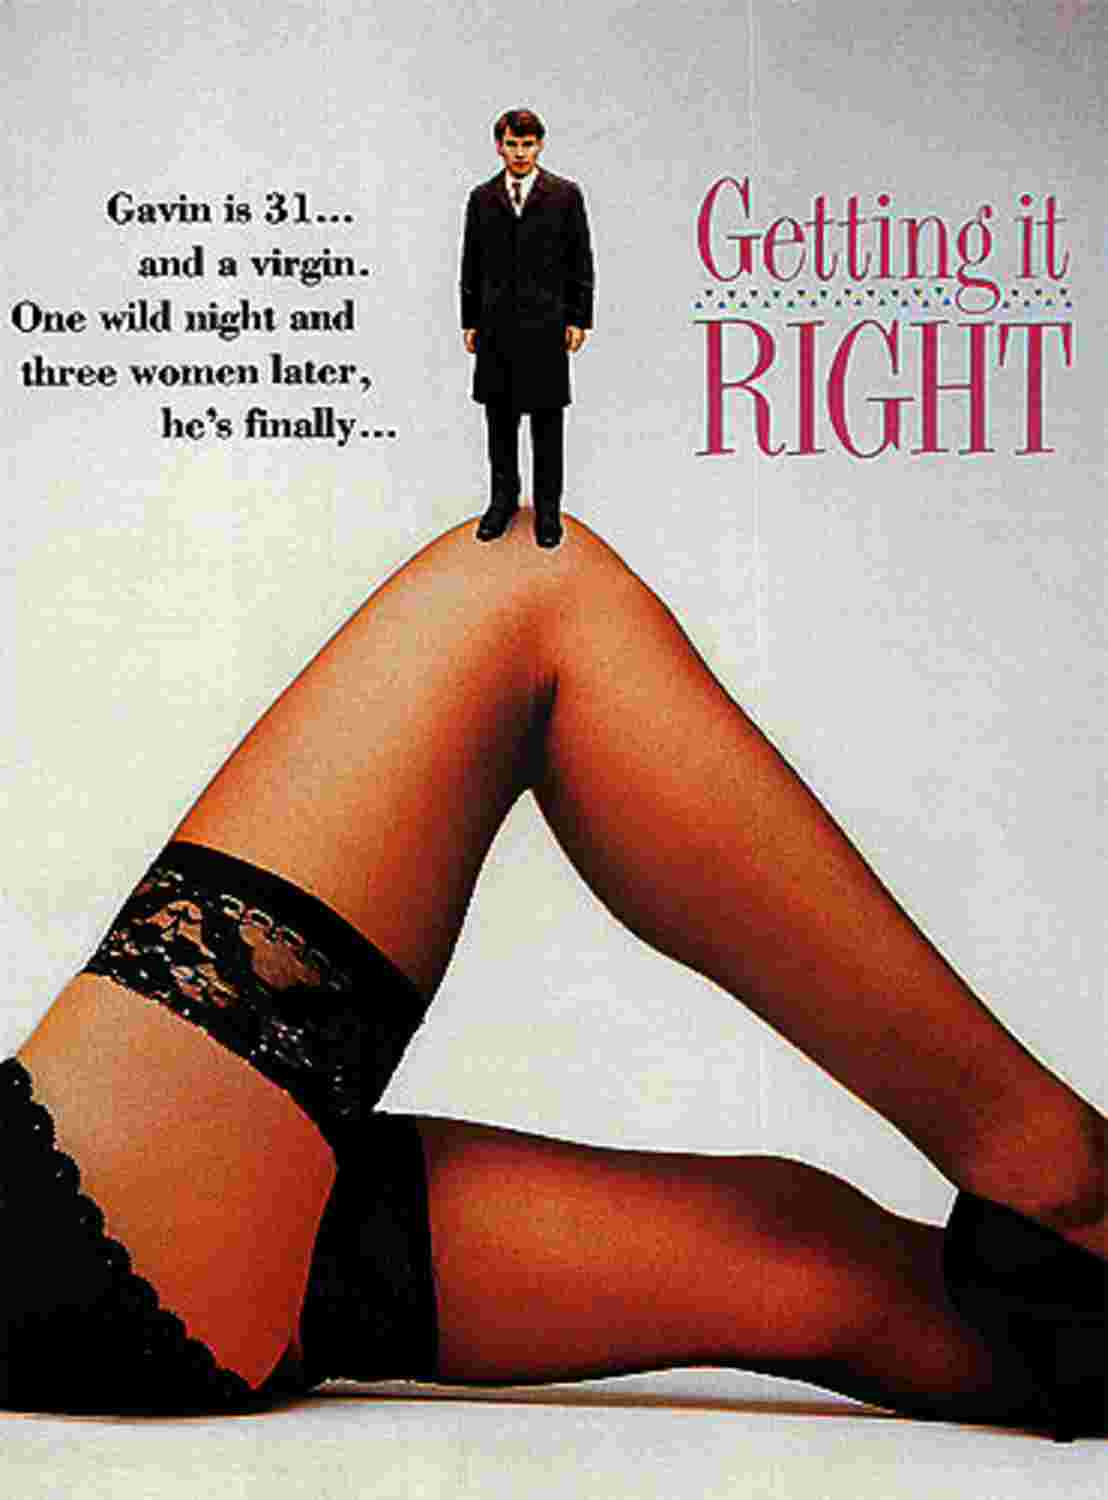 Gavin is 31...
and a virgin.
One wild night and
three women later,
he's finally...
Getting it
RIGHT